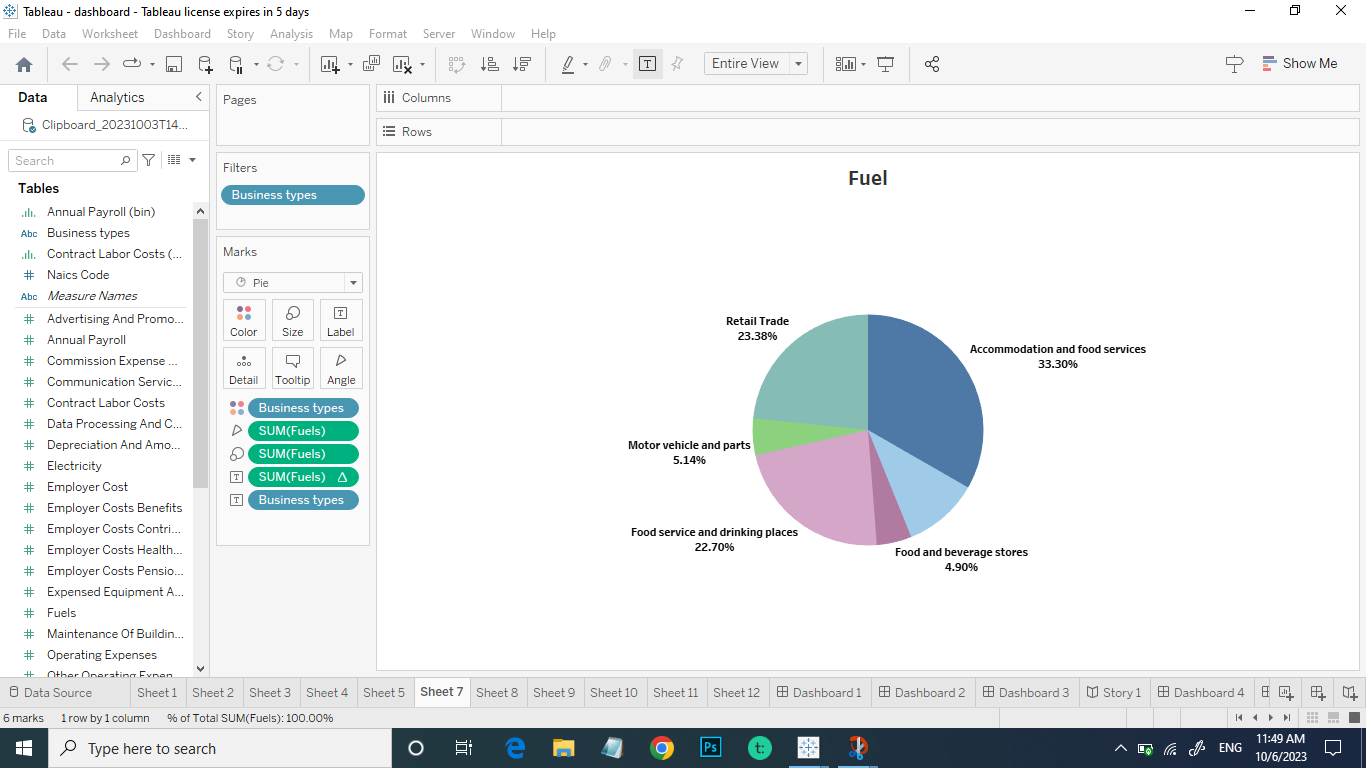 Tableau - dashboard - Tableau license expires in 5 days
File Data Worksheet Dashboard Story Analysis Map Format Server Window Help
Entire View
Show Me
Data Analytics
Clipboard_20231003T14...
Search
Tables
Annual Payroll (bin)
Abc Business types
Contract Labor Costs (...
Naics Code
Abc Measure Names
Advertising And Promo...
Annual Payroll
Commission Expense ...
Communication Servic...
Contract Labor Costs
Data Processing And C...
Depreciation And Amo...
Electricity
Employer Cost
Employer Costs Benefits
Employer Costs Contri...
Employer Costs Health...
Employer Costs Pensio...
Expensed Equipment A...
Fuels
Maintenance Of Buildin...
Operating Expenses
Other Operating Expen
Pages
Filters
Business types
Marks
Pie
Color Size Label
Detail Tooltip Angle
Business types
SUM(Fuels)
SUM(Fuels)
SUM(Fuels) Δ
Business types
Columns
Rows
Fuel
Retail Trade
23.38%
Accommodation and food services
33.30%
Motor vehicle and parts
5.14%
Food service and drinking places
22.70%
Food and beverage stores
4.90%
Data Source Sheet 1 Sheet 2 Sheet 3 Sheet 4 Sheet 5 Sheet 7 Sheet 8 Sheet 9 Sheet 10 Sheet 11 Sheet 12 Dashboard 1 Dashboard 2 Dashboard 3 Story 1 Dashboard 4
6 marks 1 row by 1 column % of Total SUM(Fuels): 100.00%
Type here to search
Ps
t:
ENG
11:49 AM
10/6/2023